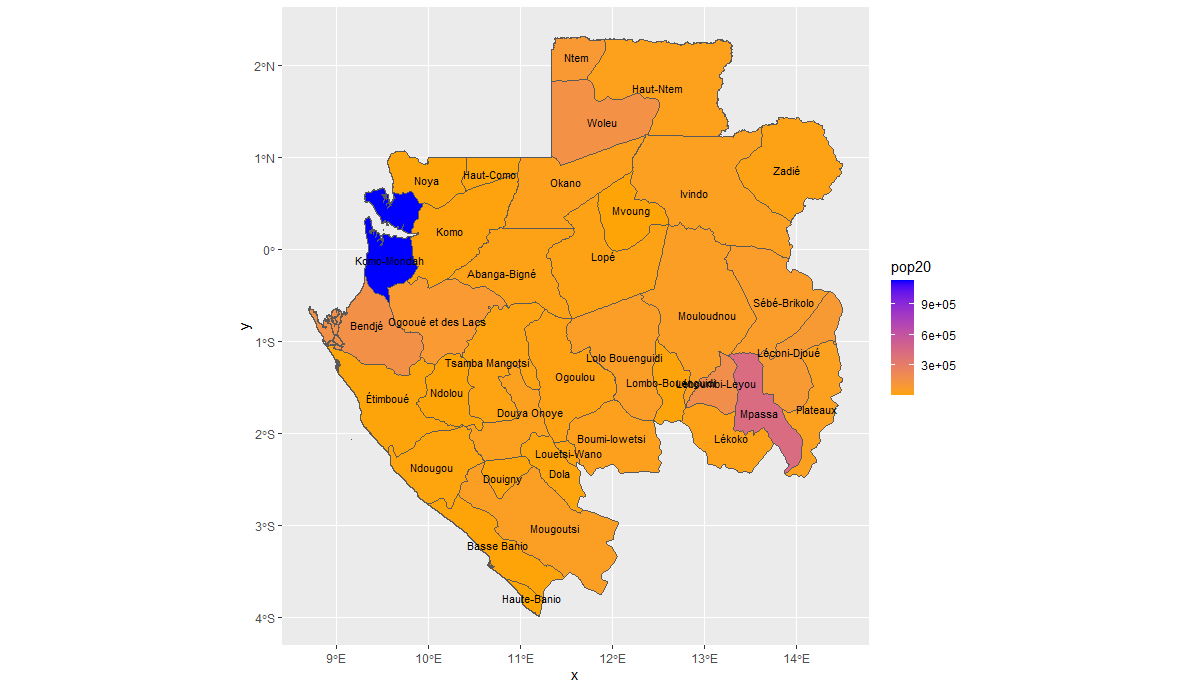 2°N
1°N
0°
1°S
2°S
3°S
4°S
y
Ntem
Haut-Ntem
Woleu
Zadié
Haut-Como
Noya
Okano
Ivindo
Mvoung
Komo
Lopé
Komo-Mondah
Abanga-Bigné
Sébé-Brikolo
Mouloudnou
Bendjé
Ogooué et des Lacs
Léconi-Djoué
Lolo Bouenguidi
Tsamba Mangotsi
Ogoulou
Lombo-Bouenguidi
Lébombi-Leyou
Ndolou
Étimboué
Plateaux
Douya Onoye
Mpassa
Boumi-lowetsi
Lékoko
Louetsi-Wano
Ndougou
Dola
Douigny
Mougoutsi
Basse Banio
Haute-Banio
9°E
10°E
11°E
12°E
13°E
14°E
x
pop20
9e+05
6e+05
3e+05